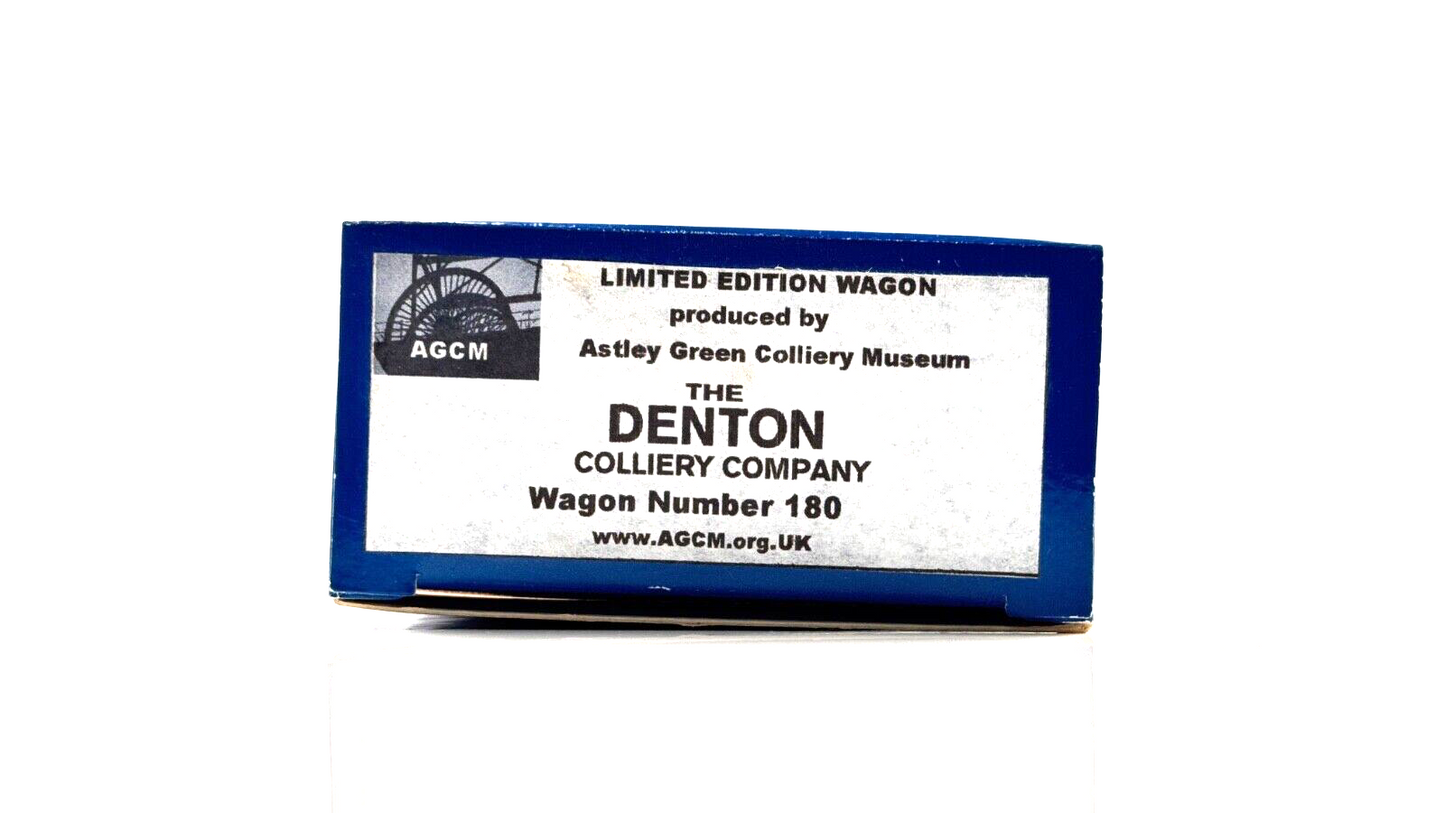 AGCM
LIMITED EDITION WAGON
produced by
Astley Green Colliery Museum
THE
DENTON
COLLIERY COMPANY
Wagon Number 180
www.AGCM.org.UK